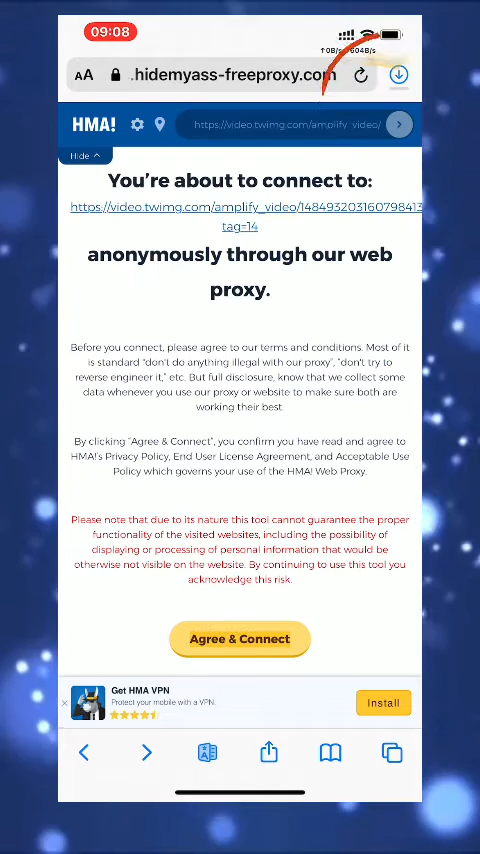 09:08
↑0B/s ↑604B/s
AA .hidemyass-freeproxy.com
HMA! https://video.twimg.com/amplify_video/
Hide
You're about to connect to:
https://video.twimg.com/amplify_video/148493203160798413
tag=14
anonymously through our web
proxy.
Before you connect, please agree to our terms and conditions. Most of it
is standard “don't do anything illegal with our proxy”, “don't try to
reverse engineer it,” etc. But full disclosure, know that we collect some
data whenever you use our proxy or website to make sure both are
working their best.
By clicking “Agree & Connect”, you confirm you have read and agree to
HMA!'s Privacy Policy, End User License Agreement, and Acceptable Use
Policy which governs your use of the HMA! Web Proxy.
Please note that due to its nature this tool cannot guarantee the proper
functionality of the visited websites, including the possibility of
displaying or processing of personal information that would be
otherwise not visible on the website. By continuing to use this tool you
acknowledge this risk.
Agree & Connect
Get HMA VPN
Protect your mobile with a VPN.
Install